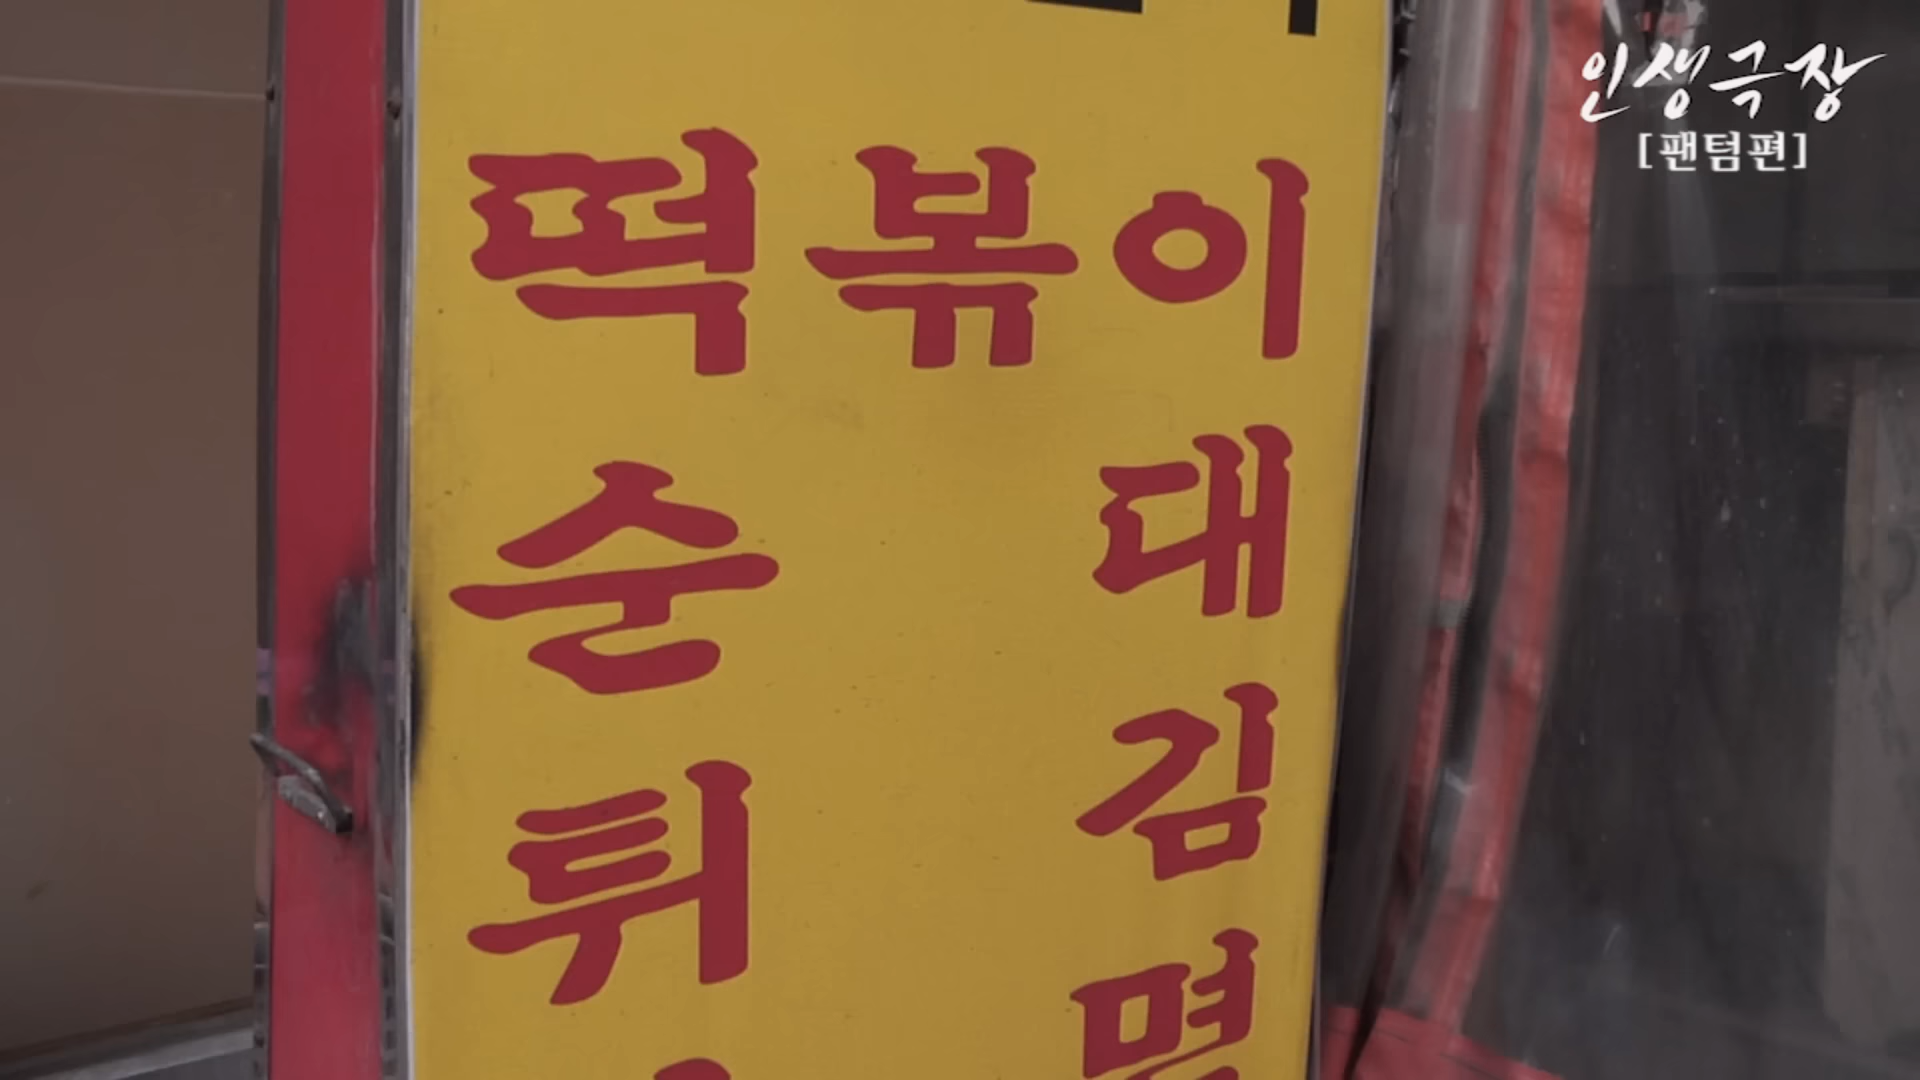 인생극장
[팬텀편]
떡볶이
순 대
튀 김